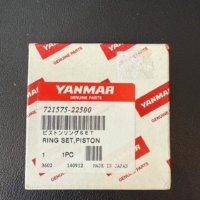 YANMAR
GENUINE PARTS
721575-22500
ピストンリングSET
RING SET,PISTON
1 1PC
3602 140912 MADE IN JAPAN
YANMAR
GENUINE PARTS